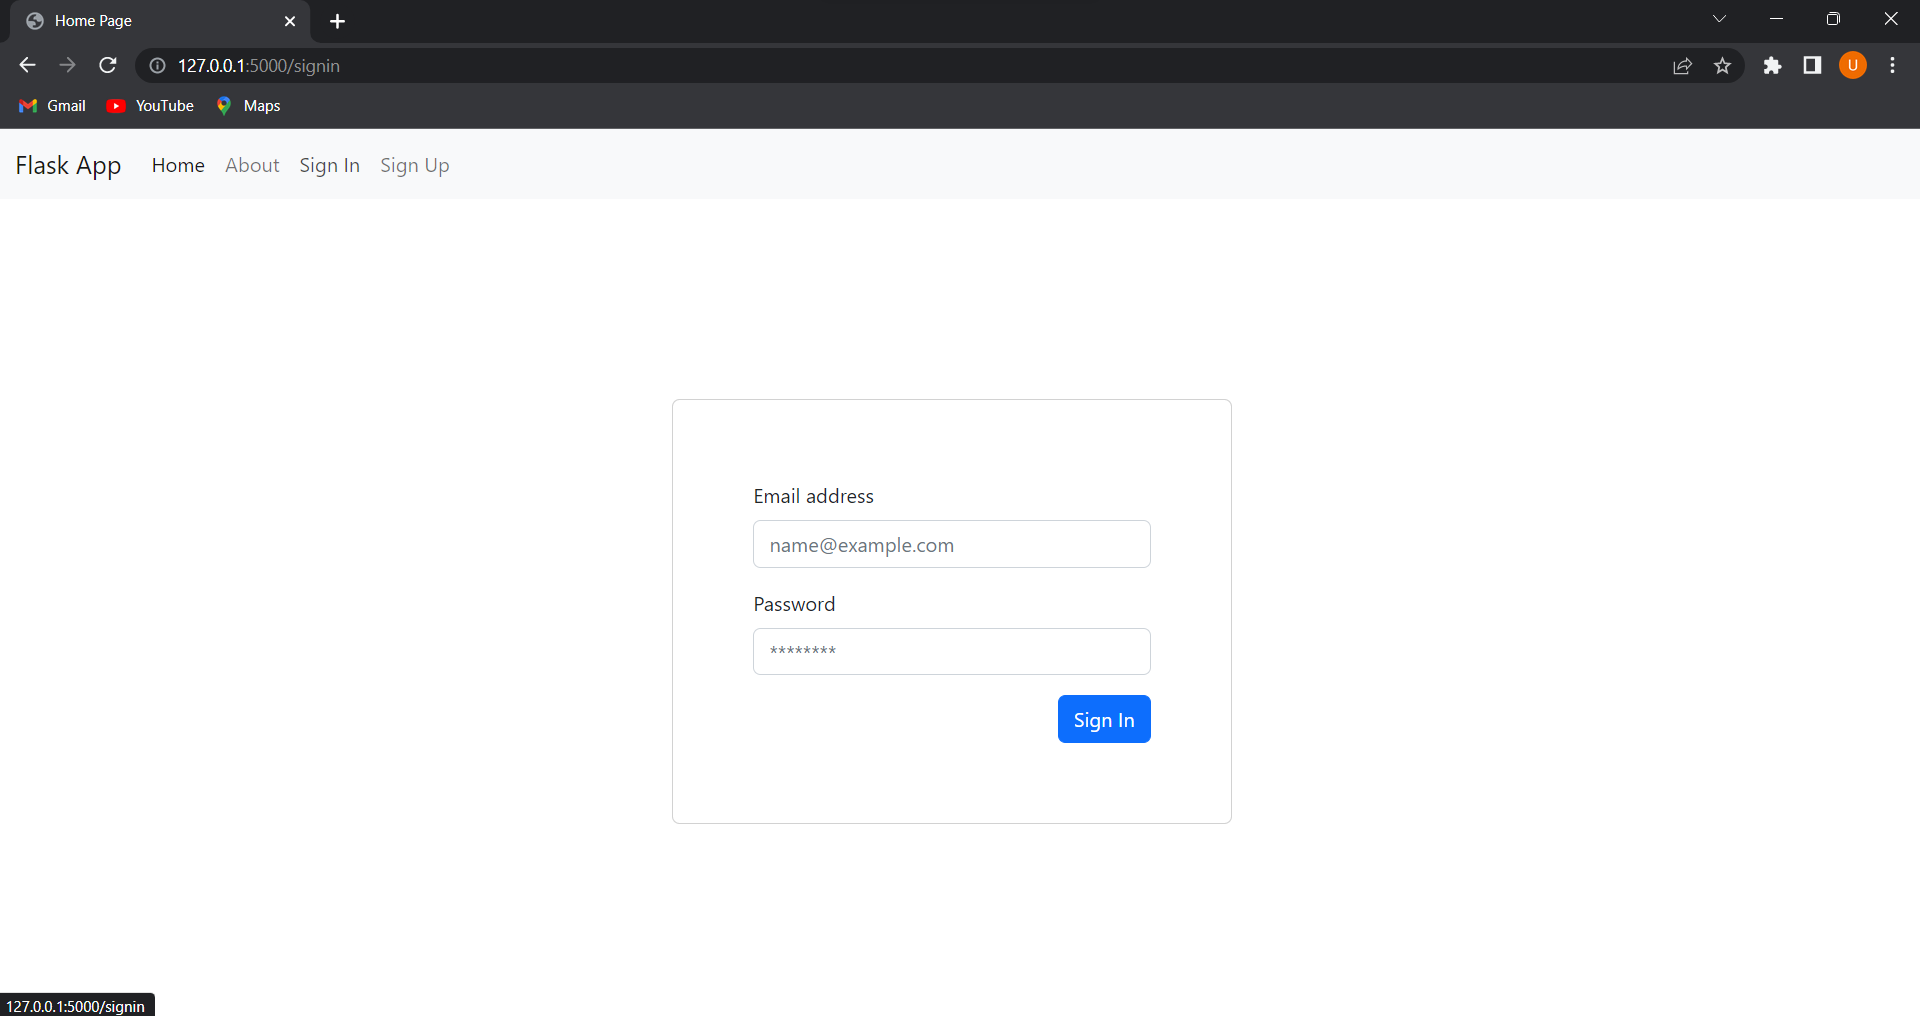 Home Page
127.0.0.1:5000/signin
U
Gmail YouTube Maps
Flask App Home About Sign In Sign Up
Email address
name@example.com
Password
********
Sign In
127.0.0.1:5000/signin